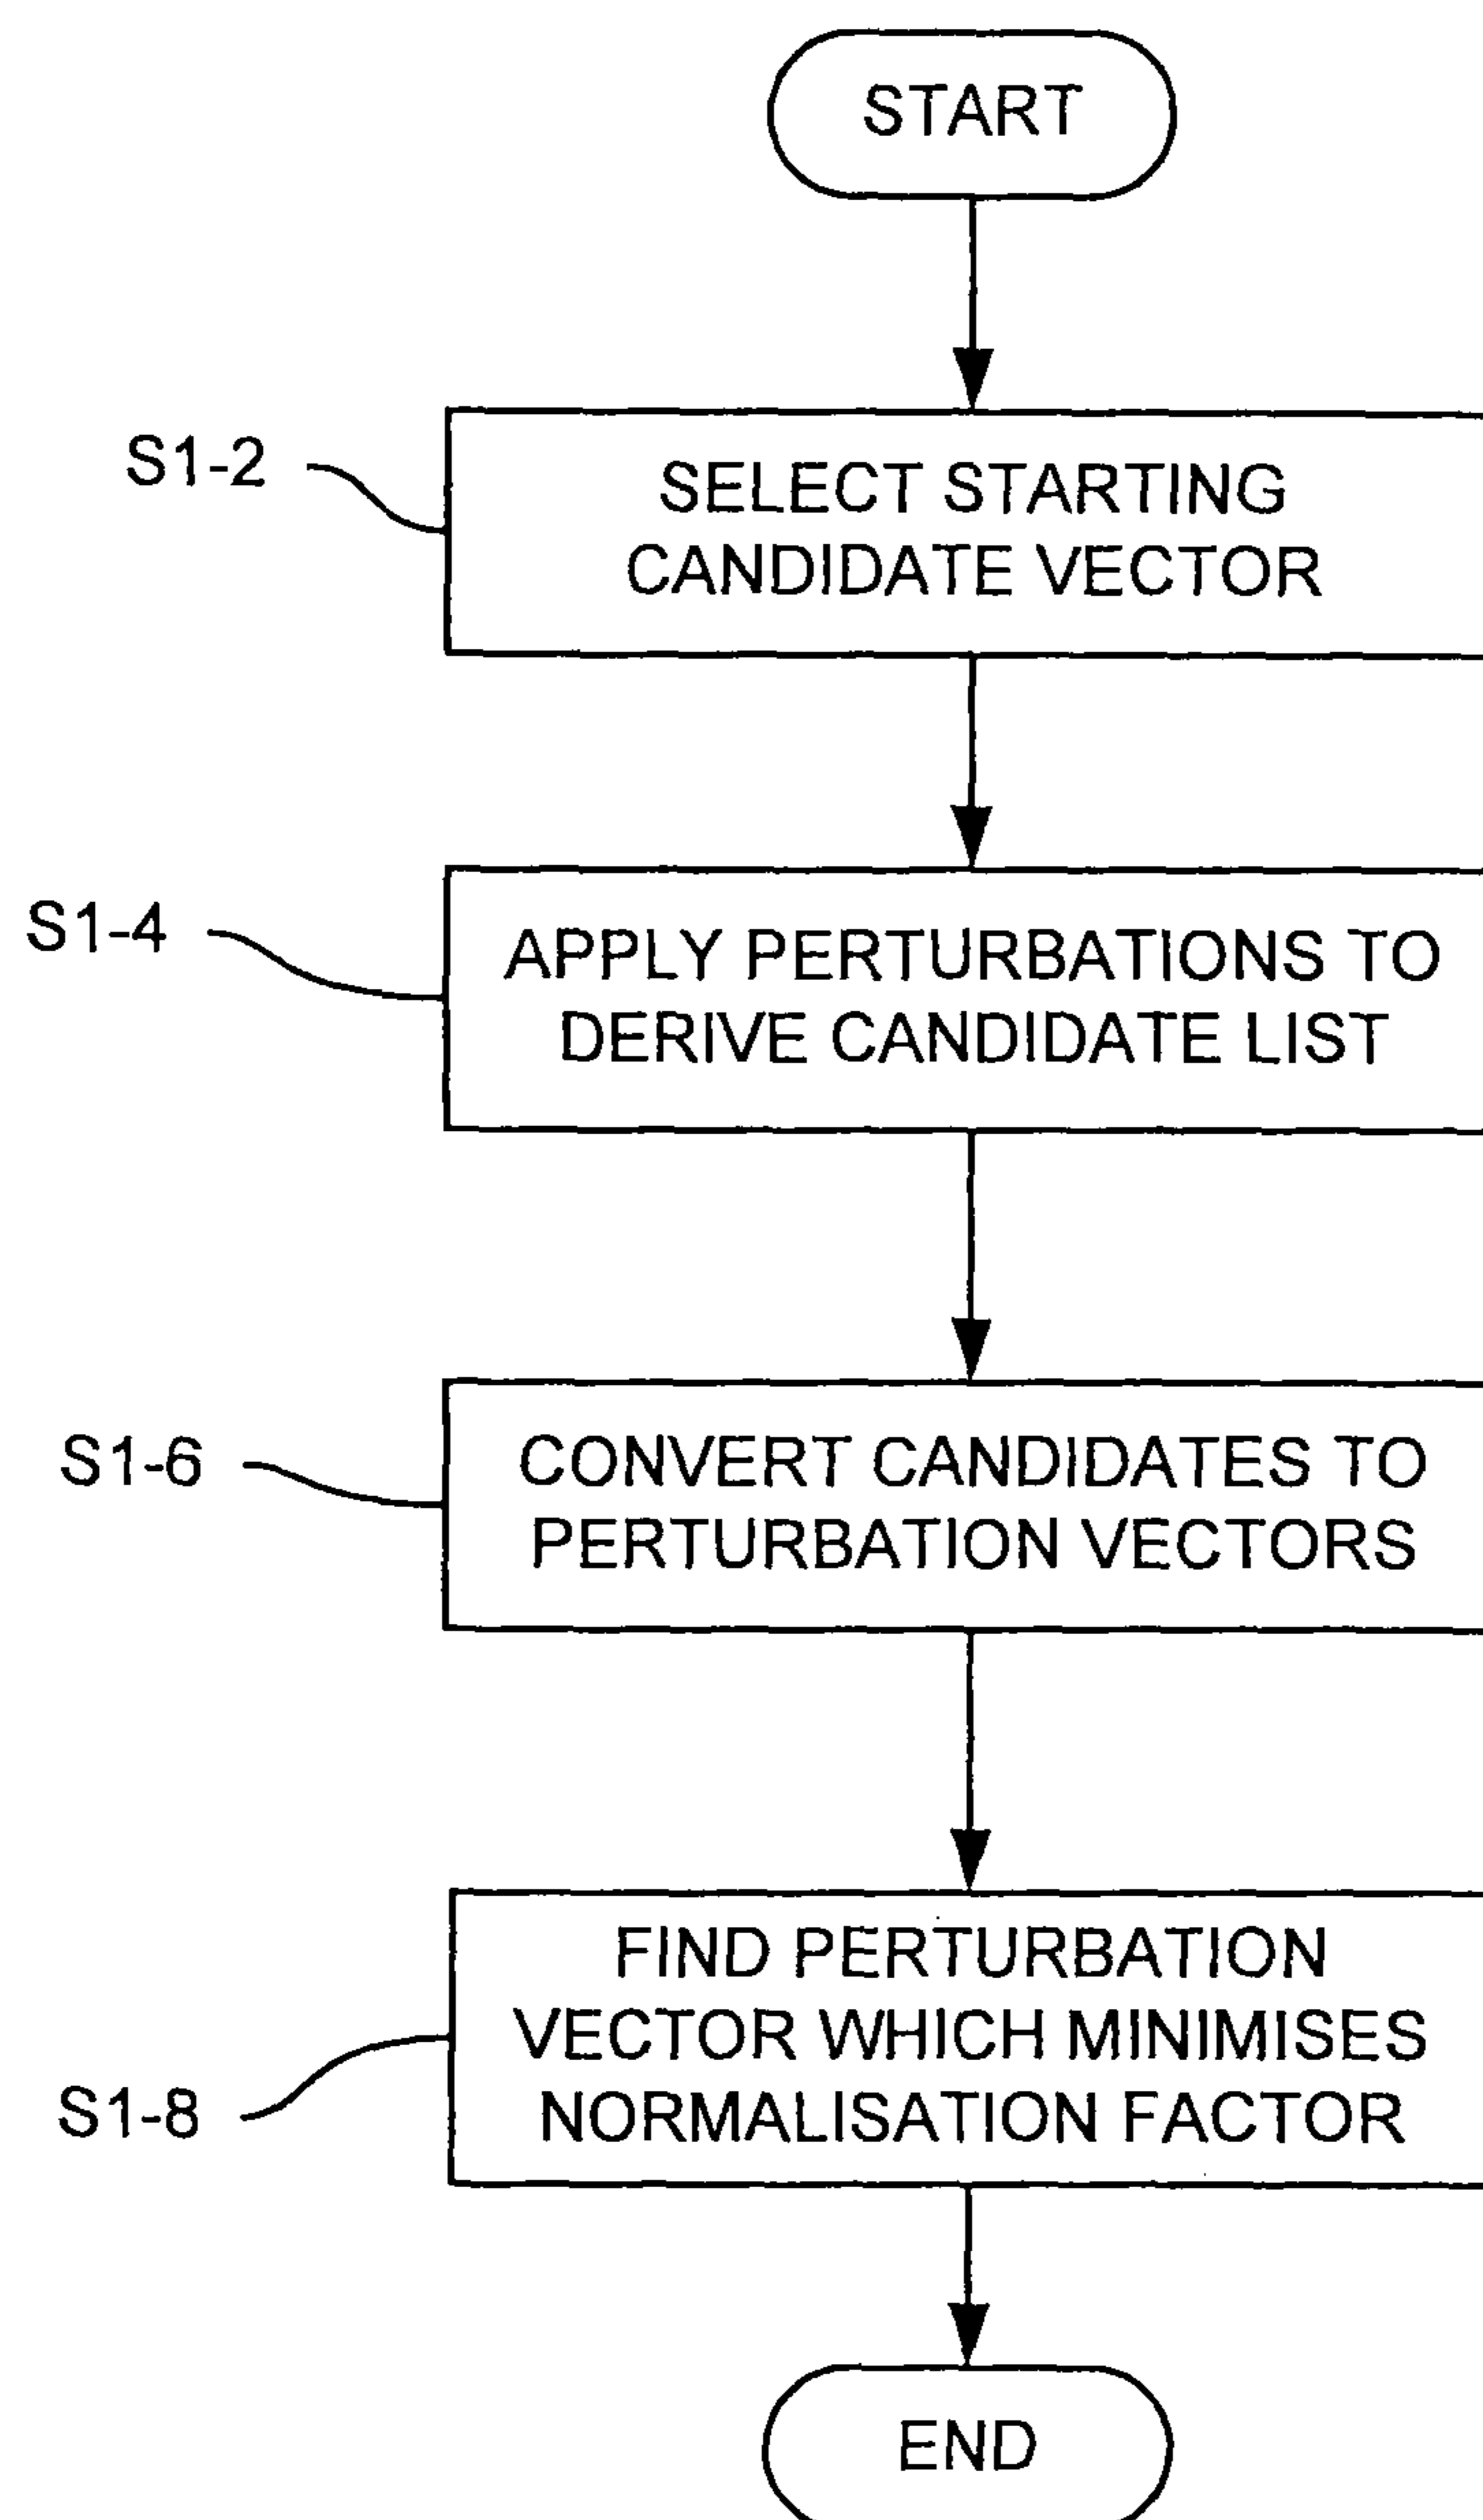 START
S1-2
SELECT STARTING
CANDIDATE VECTOR
S1-4
APPLY PERTURBATIONS TO
DERIVE CANDIDATE LIST
S1-6
CONVERT CANDIDATES TO
PERTURBATION VECTORS
FIND PERTURBATION
VECTOR WHICH MINIMISES
NORMALISATION FACTOR
S1-8
END